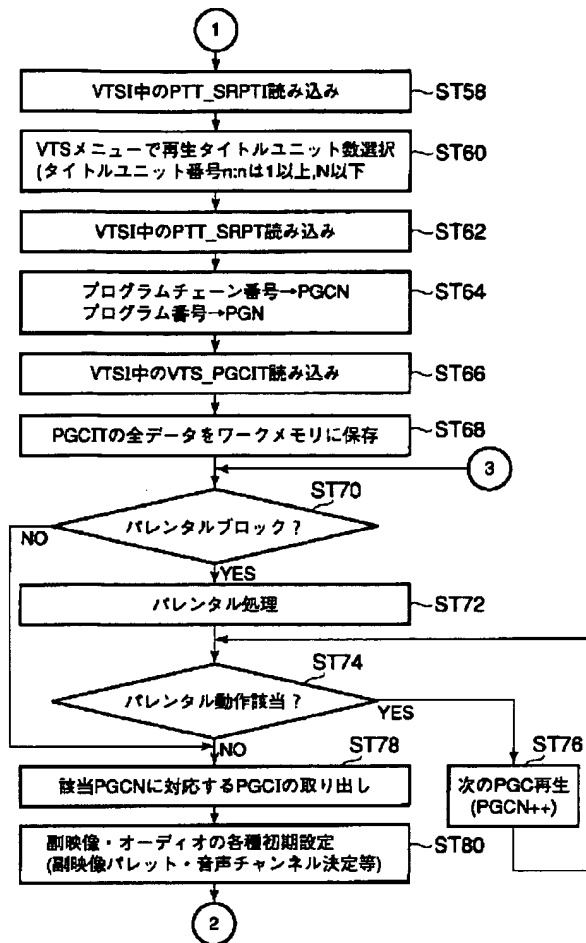 1
VTSI中のPTT_SRPTI読み込み
ST58
VTSメニューで再生タイトルユニット数選択
(タイトルユニット番号n:nは1以上,N以下
ST60
VTSI中のPTT_SRPT読み込み
ST62
プログラムチェーン番号→PGCN
プログラム番号→PGN
ST64
VTSI中のVTS_PGCIT読み込み
ST66
PGCITの全データをワークメモリに保存
ST68
3
ST70
パレンタルブロック?
NO
YES
パレンタル処理
ST72
ST74
パレンタル動作該当?
YES
NO
ST78
ST76
該当PGCNに対応するPGCIの取り出し
次のPGC再生
(PGCN++)
副映像・オーディオの各種初期設定
(副映像パレット・音声チャンネル決定等)
ST80
2